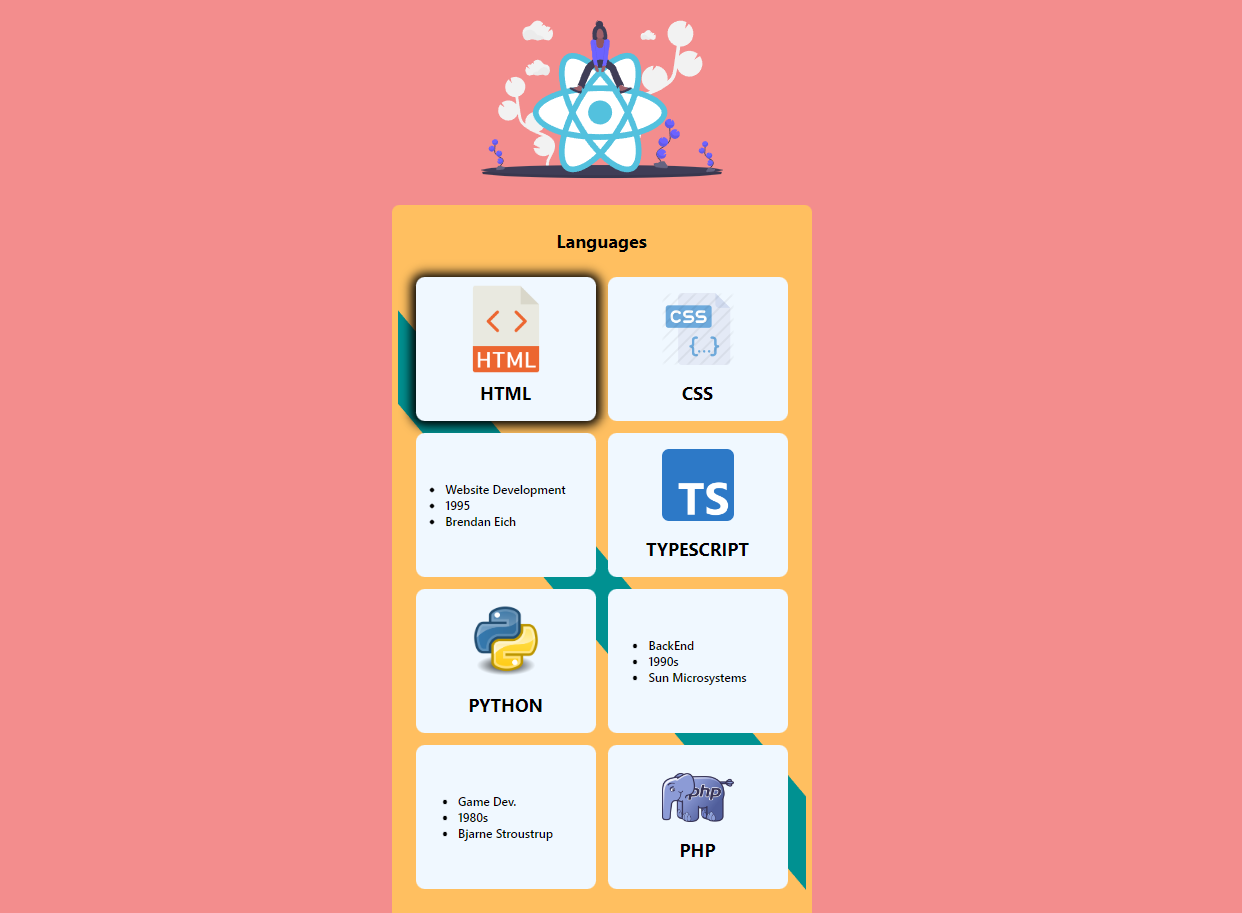 Languages
HTML
HTML
CSS
{...}
CSS
Website Development
1995
Brendan Eich
TS
TYPESCRIPT
PYTHON
BackEnd
1990s
Sun Microsystems
Game Dev.
1980s
Bjarne Stroustrup
php
PHP